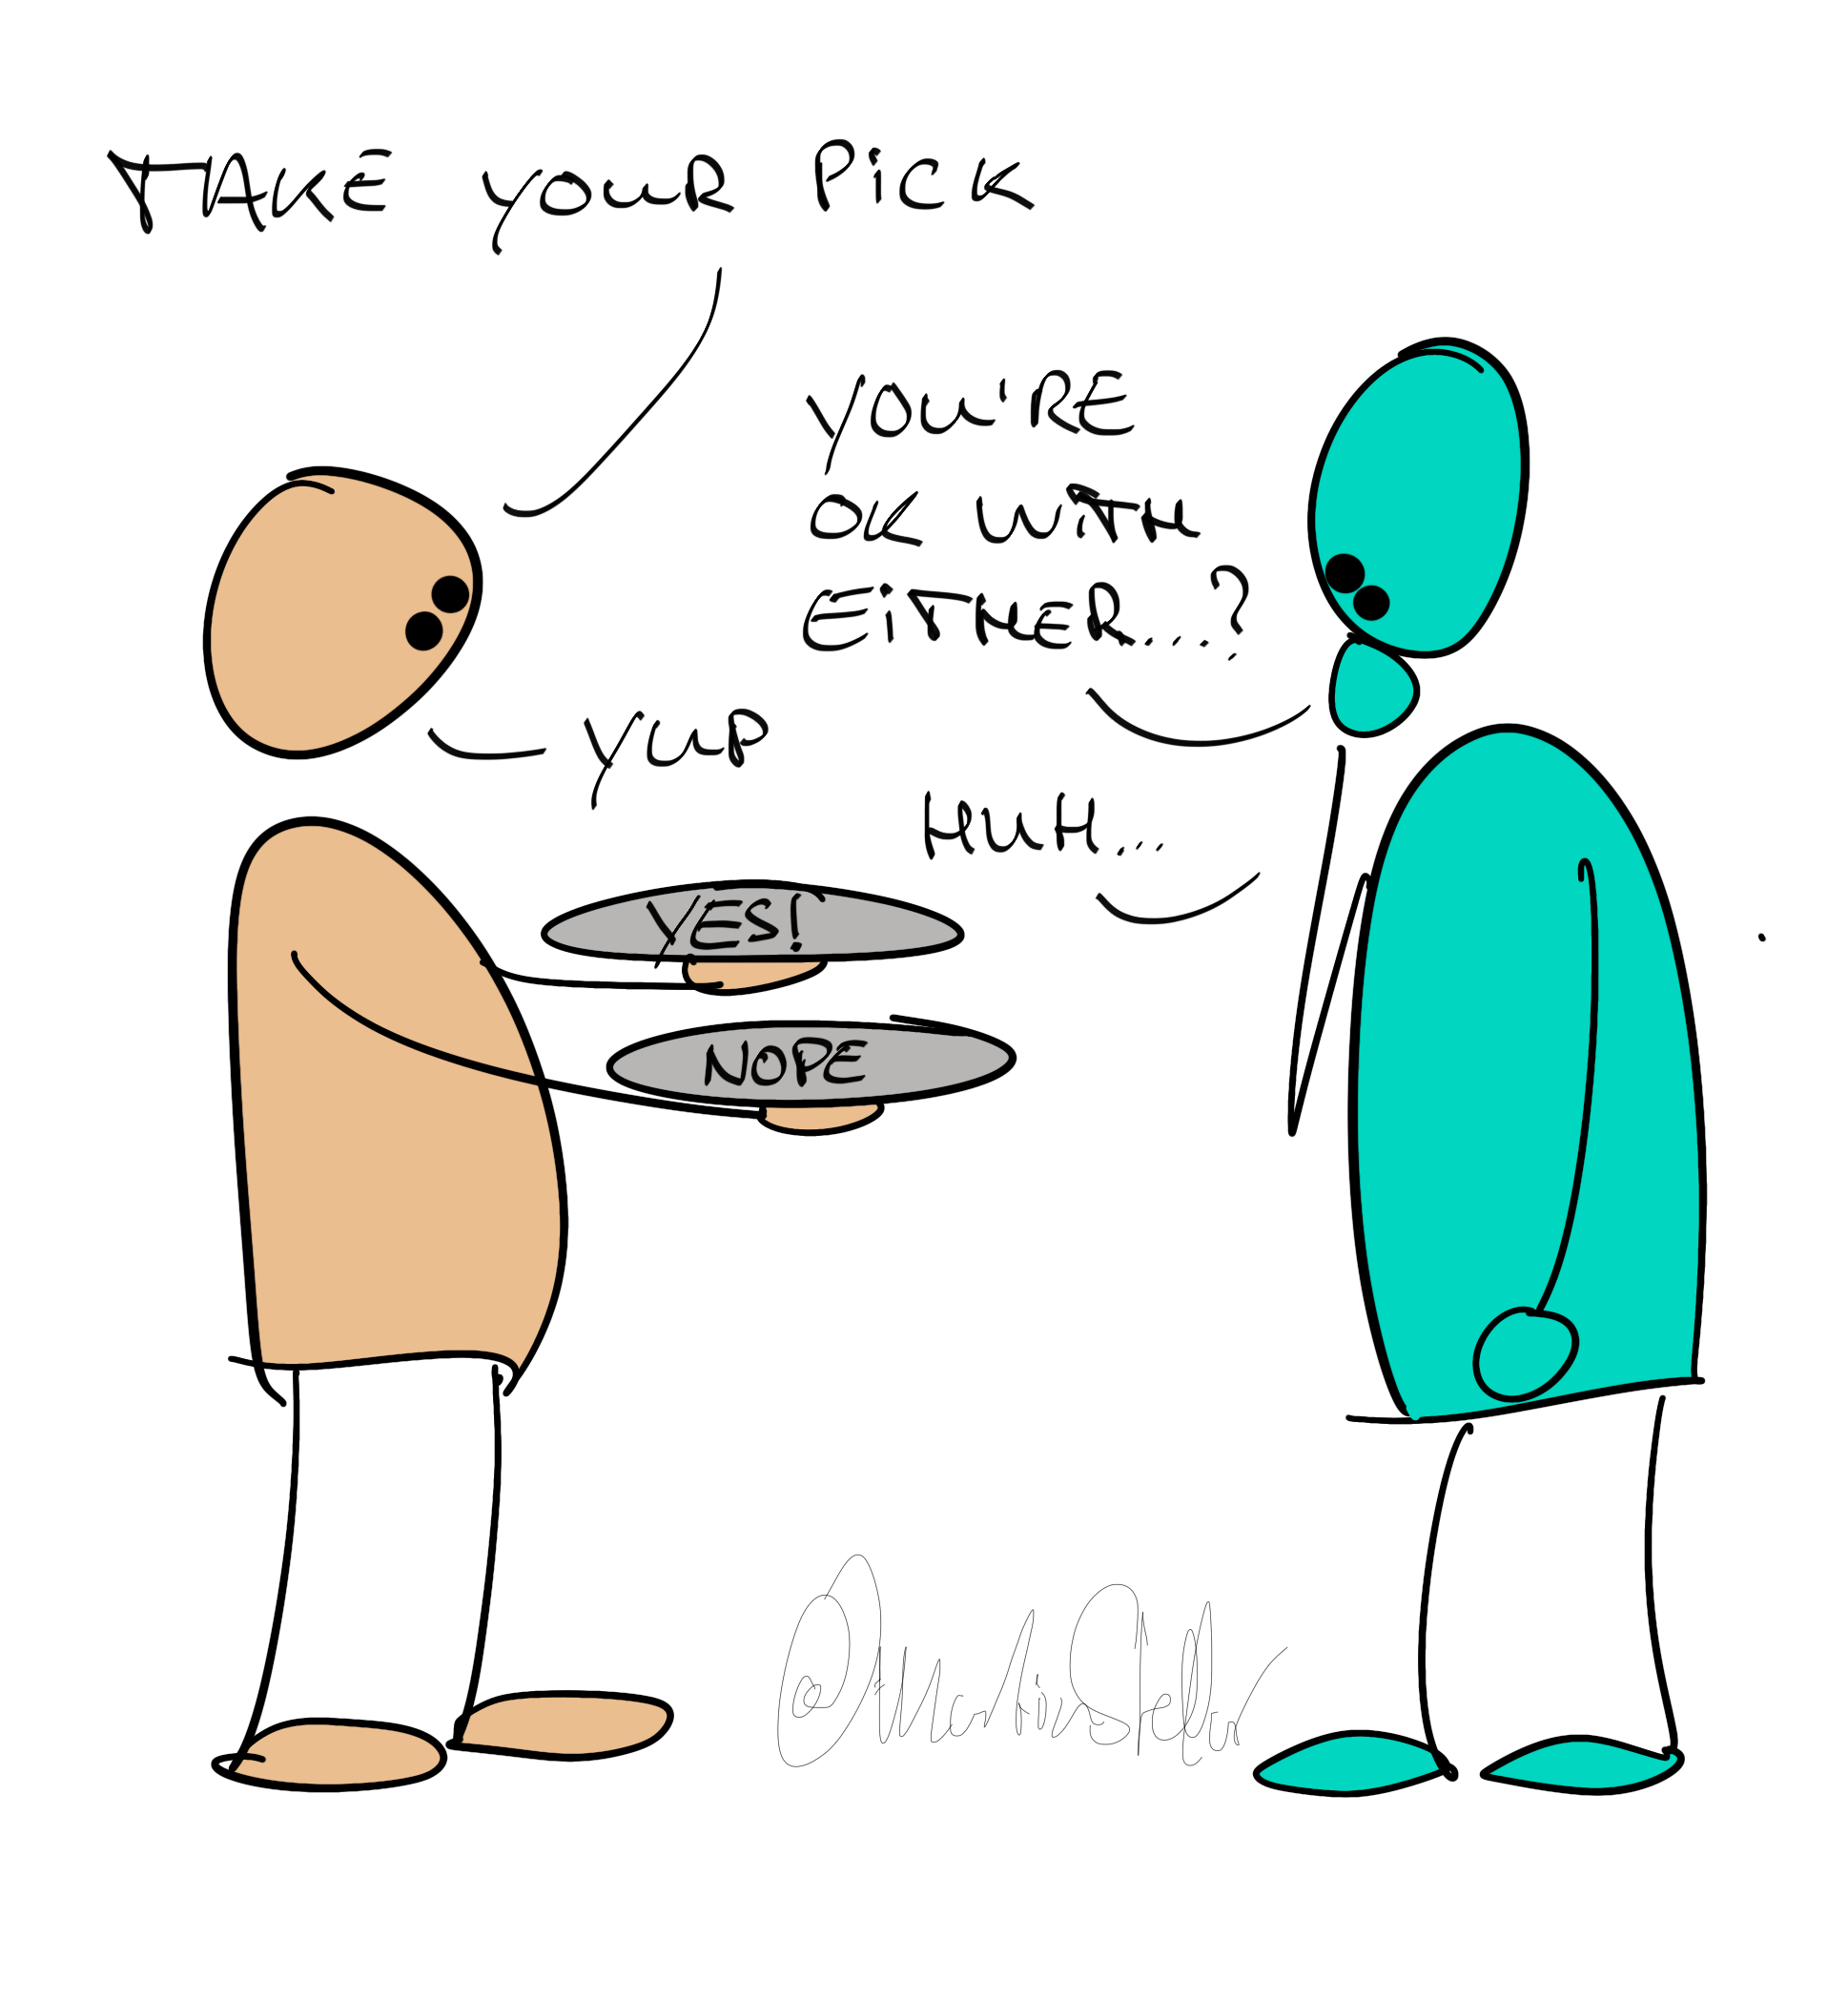 TAKE YOUR PICK
YOU'RE
OK WITH
EITHER....?
YUP
HUH...
YES!
NOPE
@MartinStellar